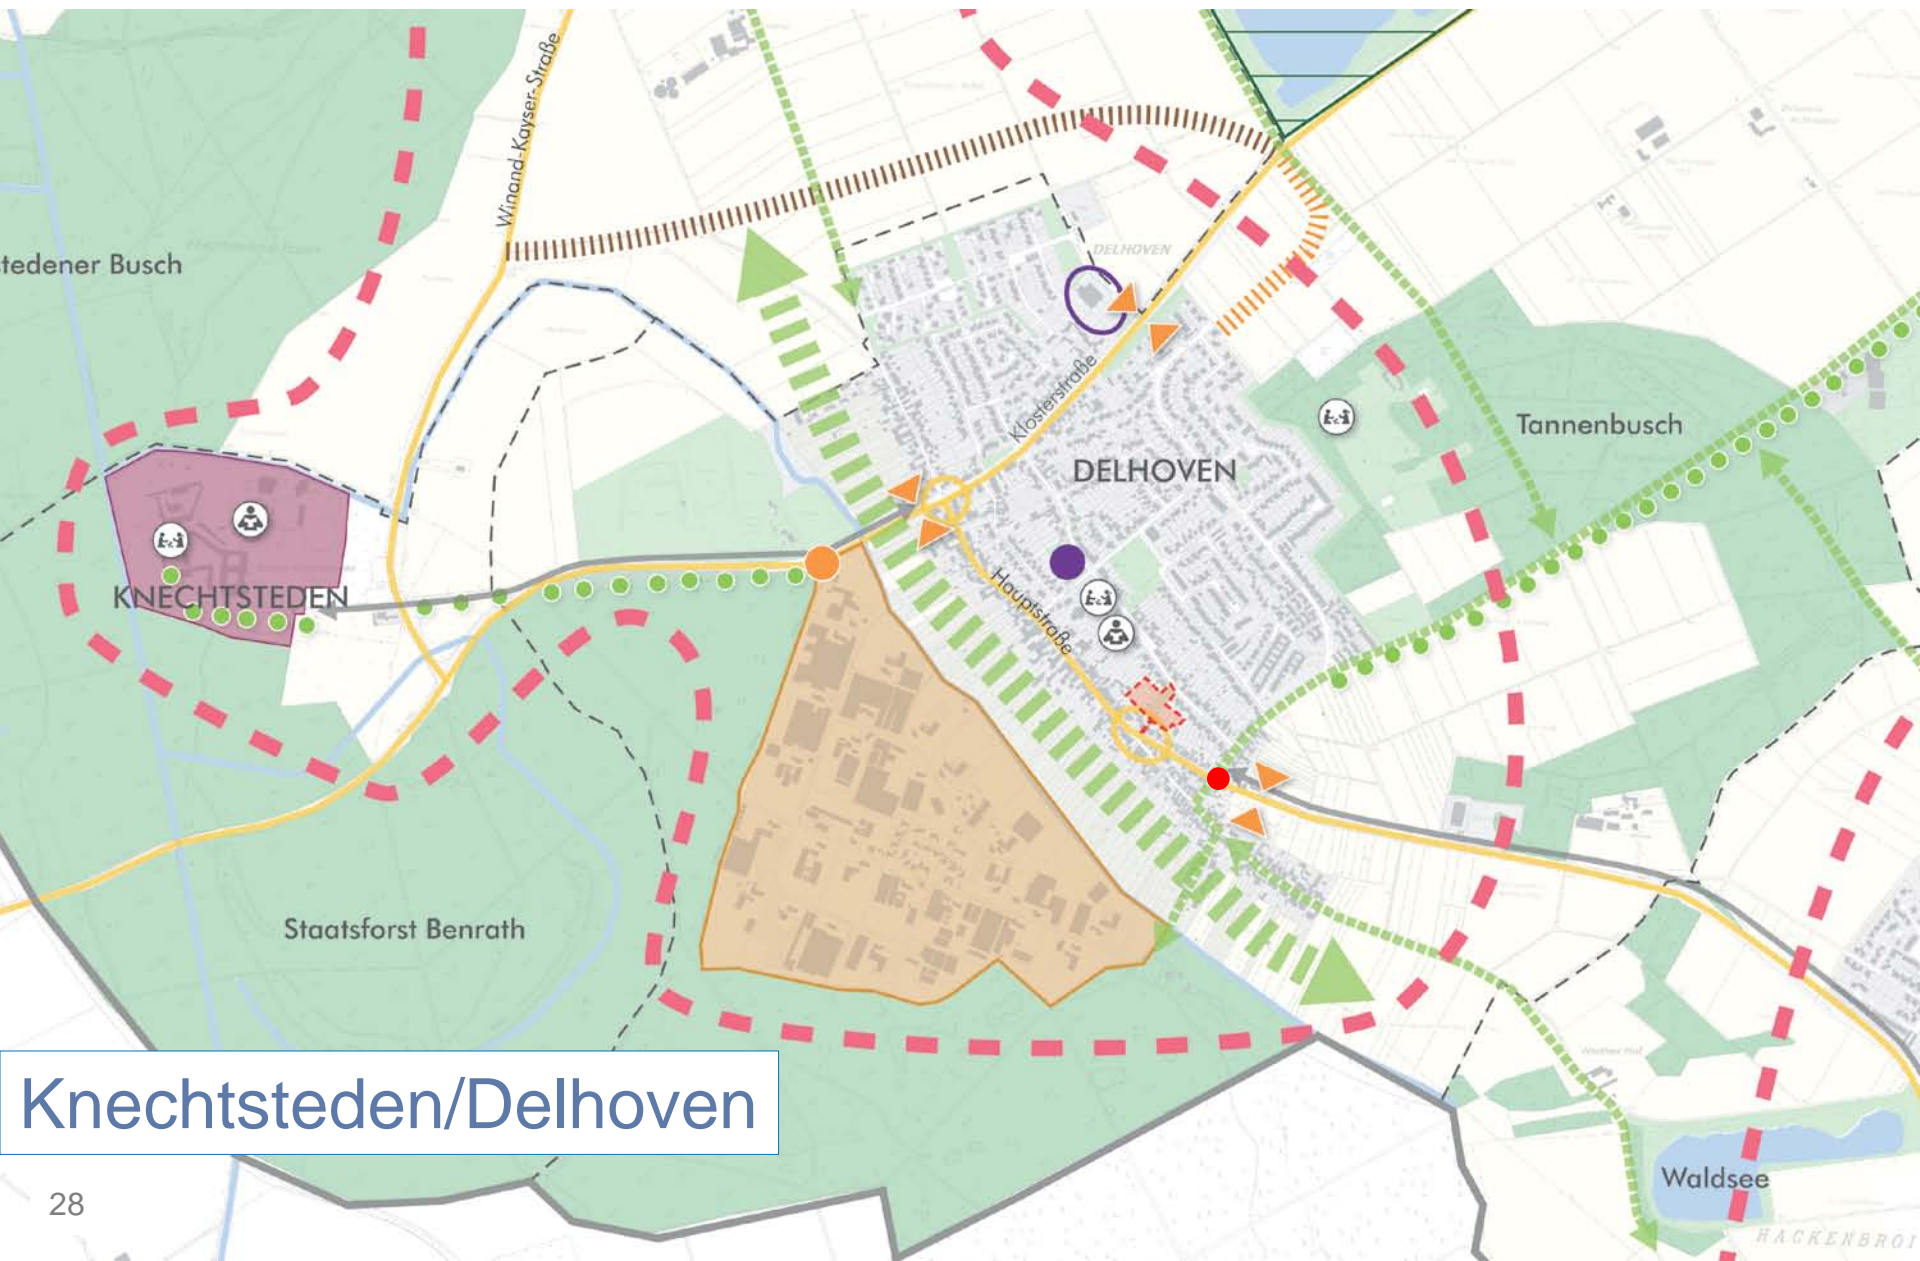 Winand-Kayser-Straße
tedener Busch
DELHOVEN
Klosterstraße
Tannenbusch
DELHOVEN
Hauptstraße
KNECHTSTEDEN
Staatsforst Benrath
Knechtsteden/Delhoven
Waldsee
28
HACKENBROI